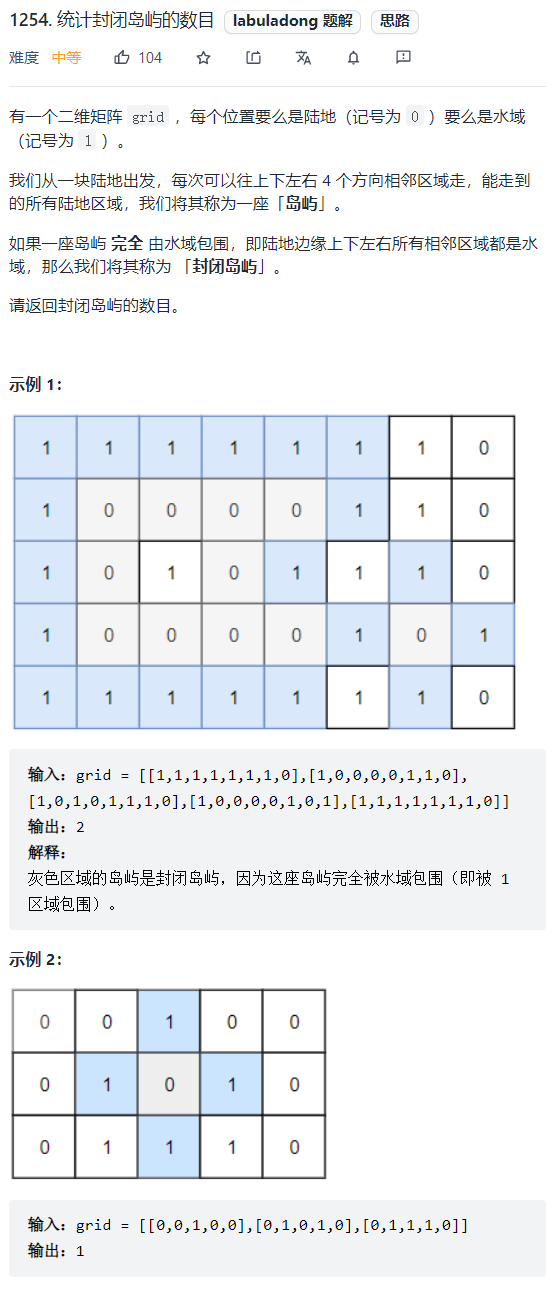 1254. 统计封闭岛屿的数目 labuladong 题解 思路
难度 中等 104
有一个二维矩阵 grid ，每个位置要么是陆地（记号为 0 ）要么是水域
（记号为 1 ）。
我们从一块陆地出发，每次可以往上下左右 4 个方向相邻区域走，能走到
的所有陆地区域，我们将其称为一座「岛屿」。
如果一座岛屿 完全 由水域包围，即陆地边缘上下左右所有相邻区域都是水
域，那么我们将其称为 「封闭岛屿」。
请返回封闭岛屿的数目。
示例 1：
1 1 1 1 1 1 1 0
1 0 0 0 0 1 1 0
1 0 1 0 1 1 1 0
1 0 0 0 0 1 0 1
1 1 1 1 1 1 1 0
输入：grid = [[1,1,1,1,1,1,1,0],[1,0,0,0,0,1,1,0],
[1,0,1,0,1,1,1,0],[1,0,0,0,0,1,0,1],[1,1,1,1,1,1,1,0]]
输出：2
解释：
灰色区域的岛屿是封闭岛屿，因为这座岛屿完全被水域包围（即被 1
区域包围）。
示例 2：
0 0 1 0 0
0 1 0 1 0
0 1 1 1 0
输入：grid = [[0,0,1,0,0],[0,1,0,1,0],[0,1,1,1,0]]
输出：1